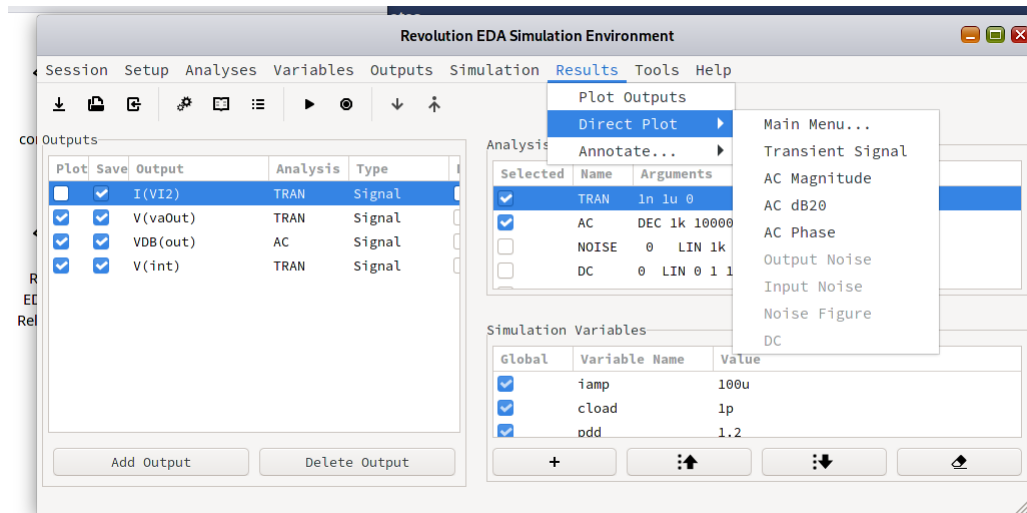 Revolution EDA Simulation Environment
Session Setup Analyses Variables Outputs Simulation Results Tools Help
Plot Outputs
Direct Plot
Annotate...
Main Menu...
Transient Signal
AC Magnitude
AC dB20
AC Phase
Output Noise
Input Noise
Noise Figure
DC
Outputs
Plot Save Output Analysis Type
I(VI2) TRAN Signal
V(vaOut) TRAN Signal
VDB(out) AC Signal
V(int) TRAN Signal
Add Output Delete Output
Analysis
Selected Name Arguments
TRAN 1n 1u 0
AC DEC 1k 10000
NOISE 0 LIN 1k
DC 0 LIN 0 1 1
Simulation Variables
Global Variable Name Value
iamp 100u
cload 1p
pdd 1.2
+